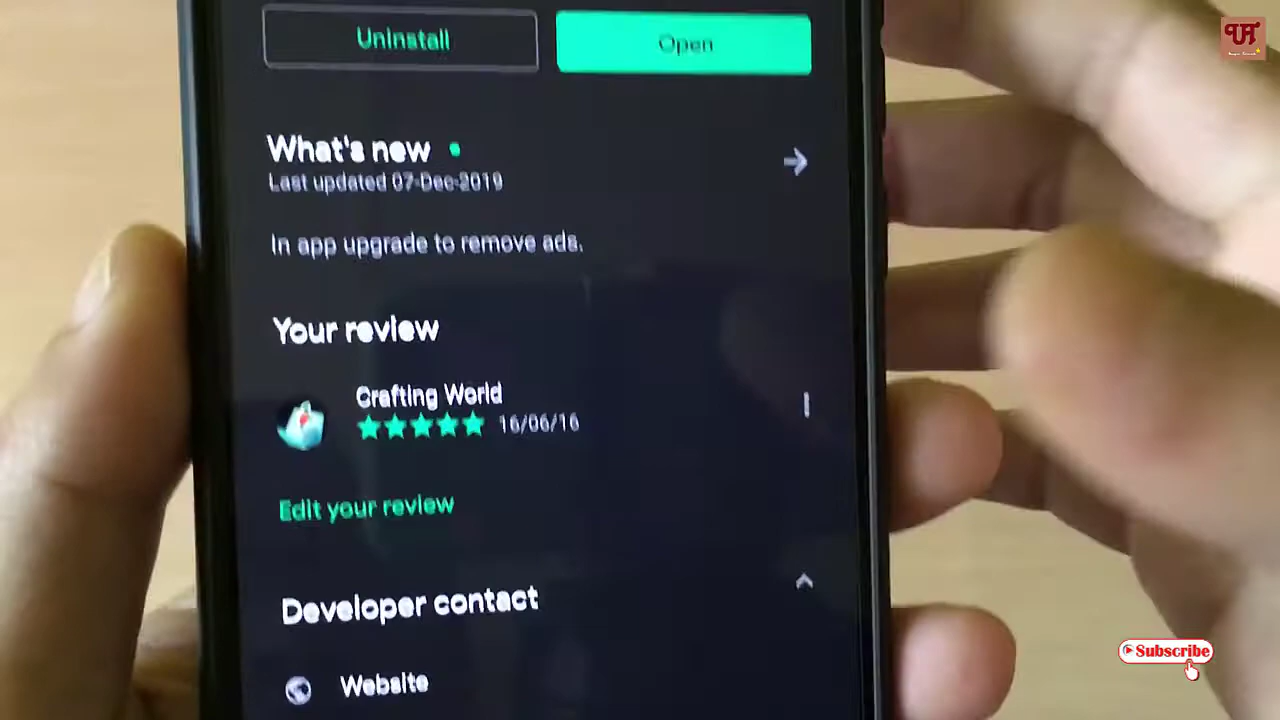 Uninstall
Open
What's new
Last updated 07-Dec-2019
In app upgrade to remove ads.
Your review
Crafting World
16/06/16
Edit your review
Developer contact
Website
Subscribe